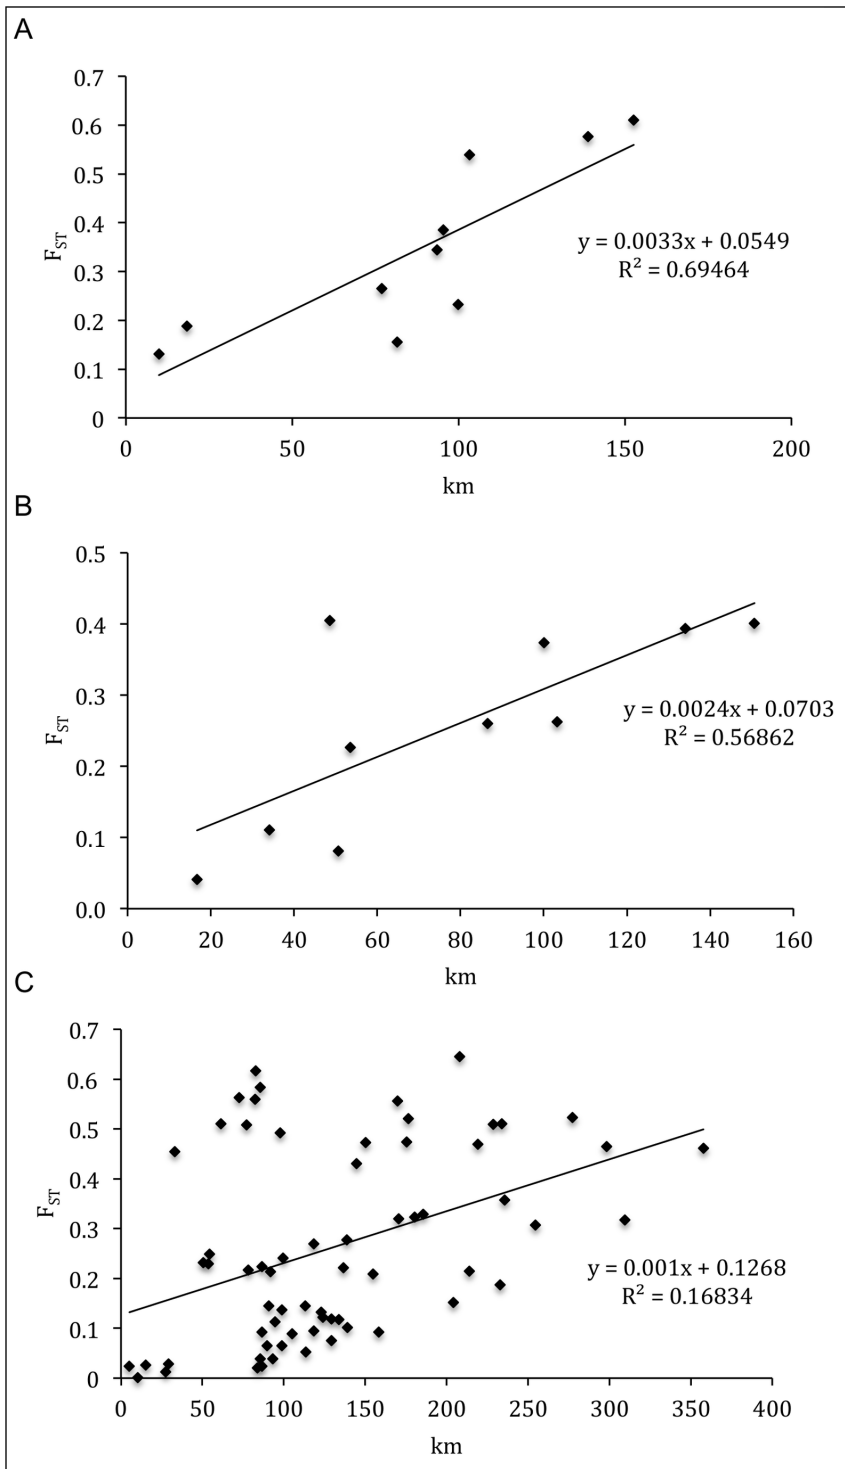 A
0.7
0.6
0.5
0.4
0.3
0.2
0.1
0
F_ST
y = 0.0033x + 0.0549
R² = 0.69464
0 50 100 150 200
km
B
0.5
0.4
0.3
0.2
0.1
0.0
F_ST
y = 0.0024x + 0.0703
R² = 0.56862
0 20 40 60 80 100 120 140 160
km
C
0.7
0.6
0.5
0.4
0.3
0.2
0.1
0
F_ST
y = 0.001x + 0.1268
R² = 0.16834
0 50 100 150 200 250 300 350 400
km